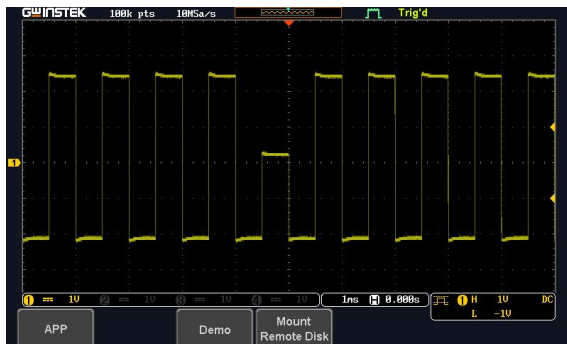 GWINSTEK 100k pts 10MSa/s Trig'd
1
1 1V 2 1V 3 1V 4 1V 1ms H 0.000s 1 H 1V DC
L -1V
APP Demo Mount
Remote Disk